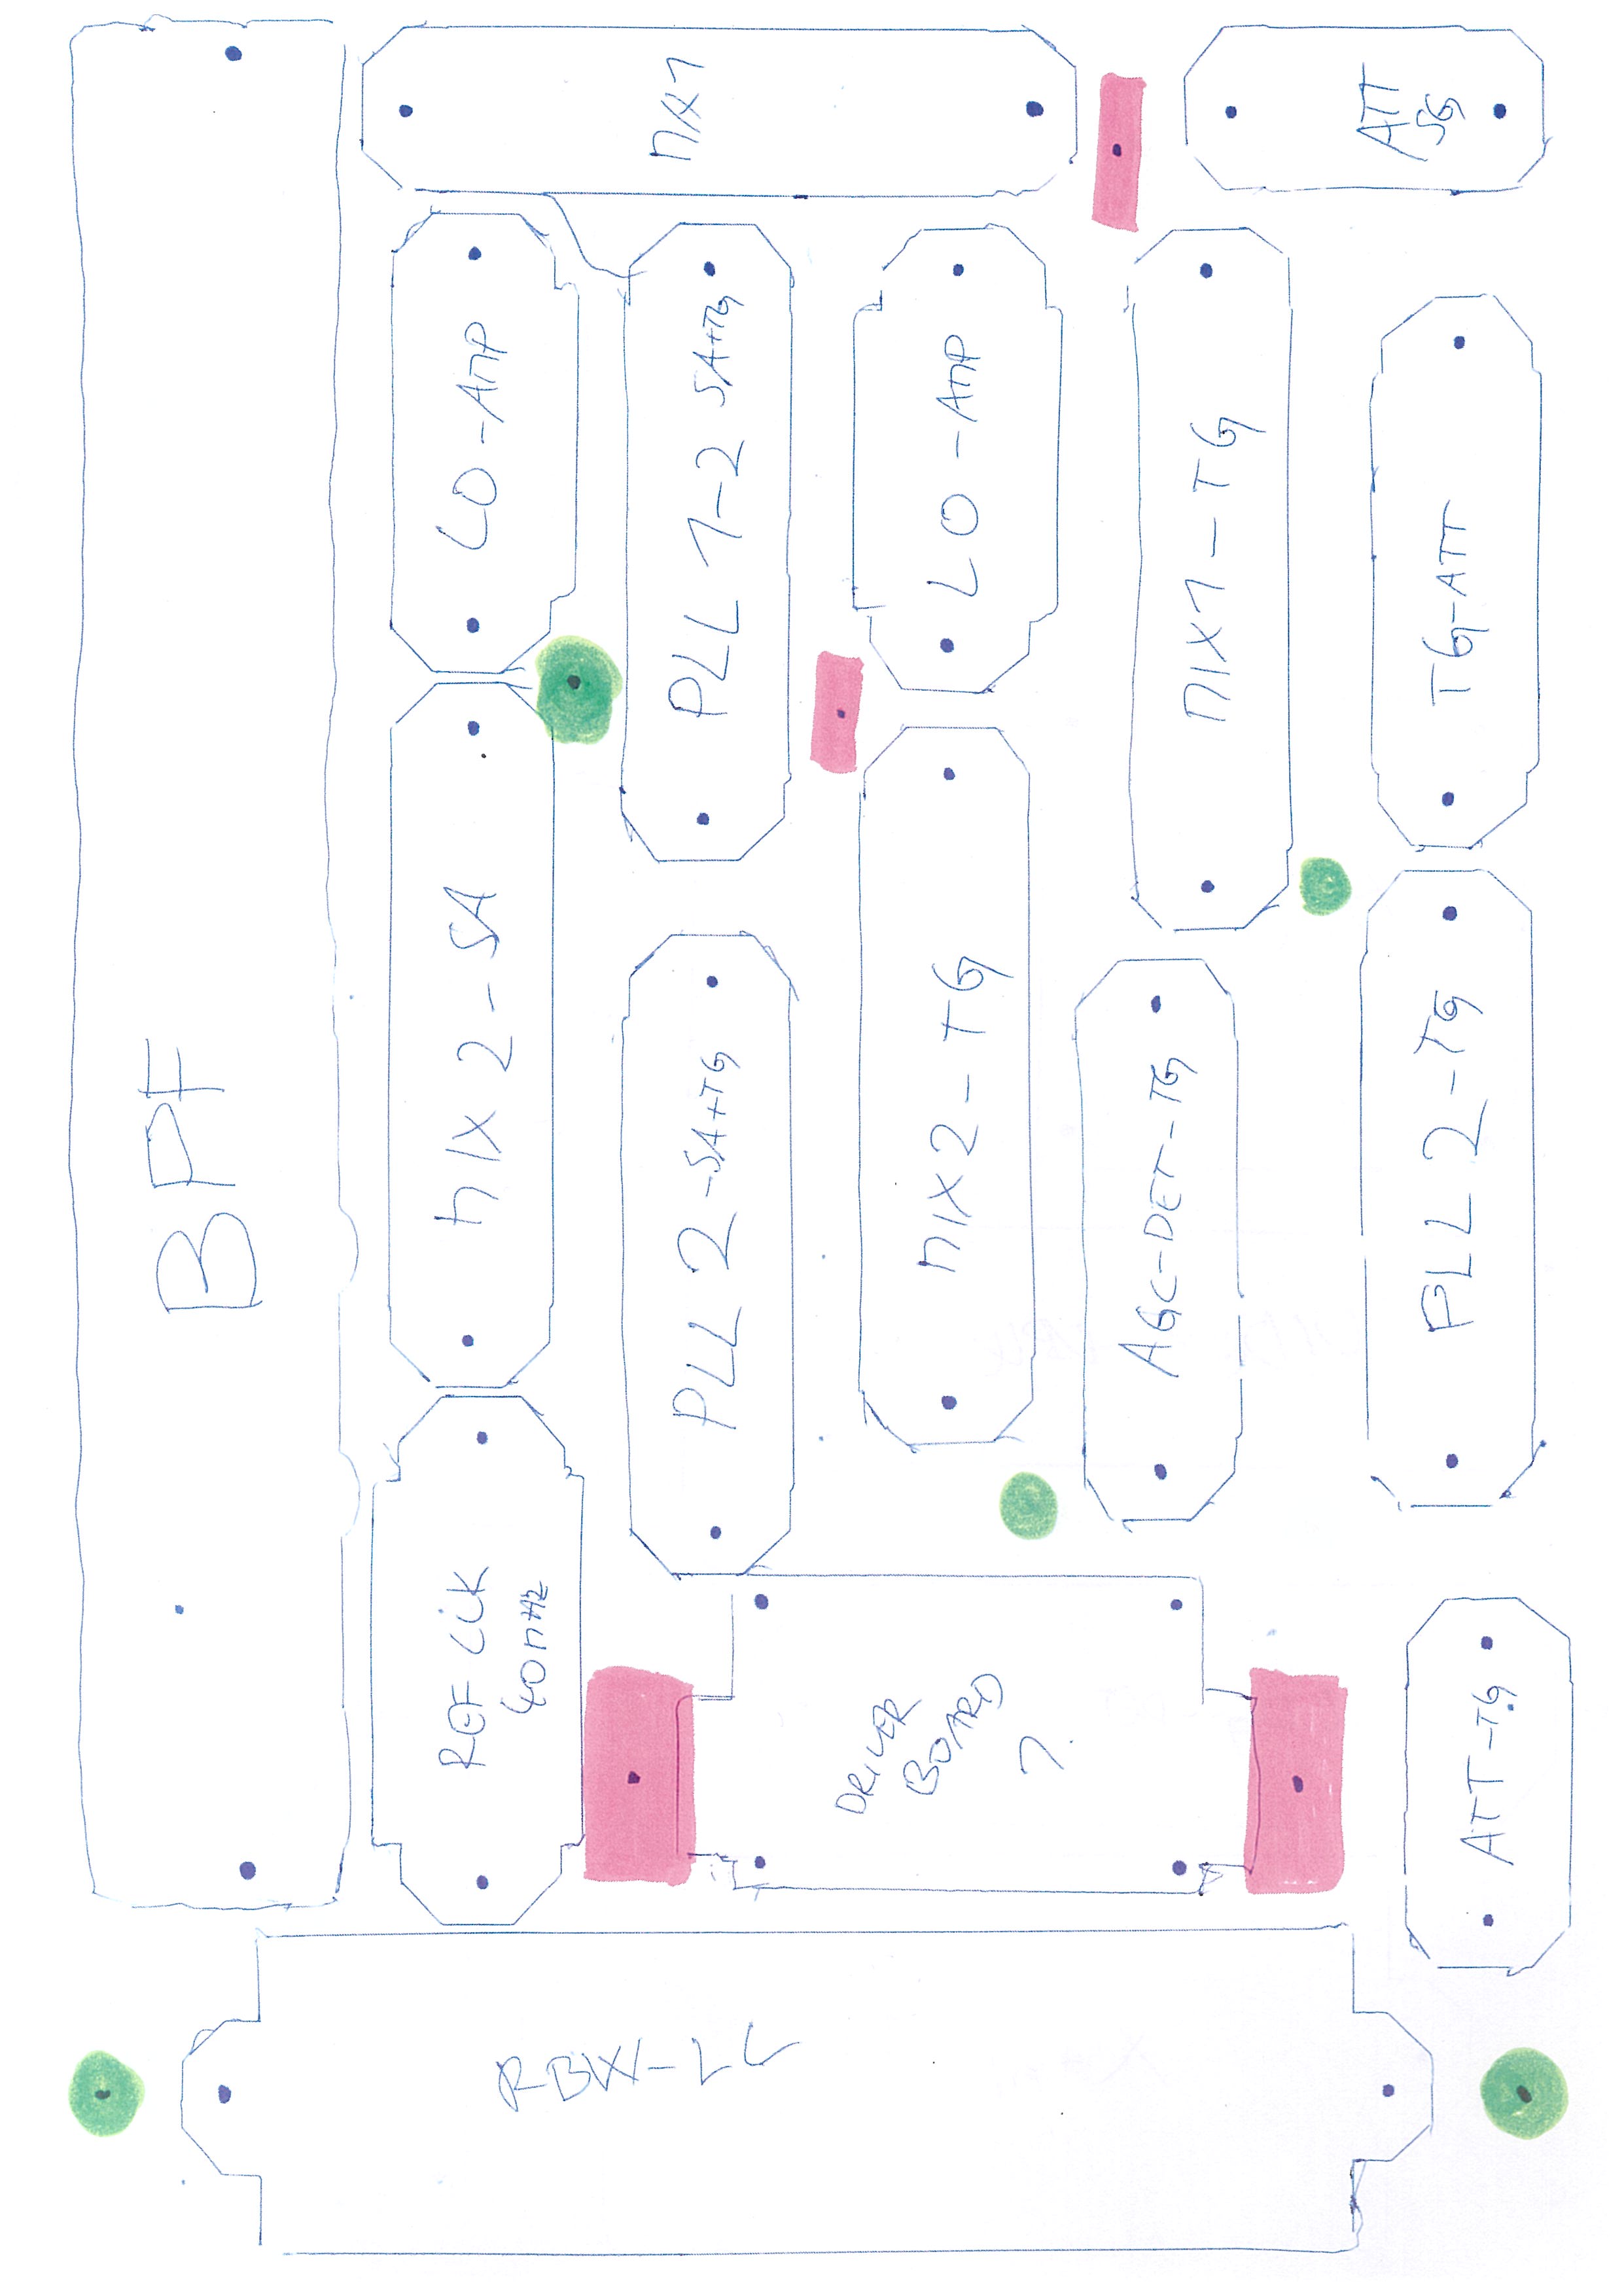 MIX1
ATT
SG
LO-AMP
PLL 1-2 SA+TG
LO-AMP
MIX1-TG
TG-ATT
BPF
MIX 2-SA
PLL 2-SA+TG
MIX2-TG
AGC-DET-TG
PLL 2-TG
REF CLK
40 MHz
DRIVER
BOARD
?
ATT-TG
RBW-LC